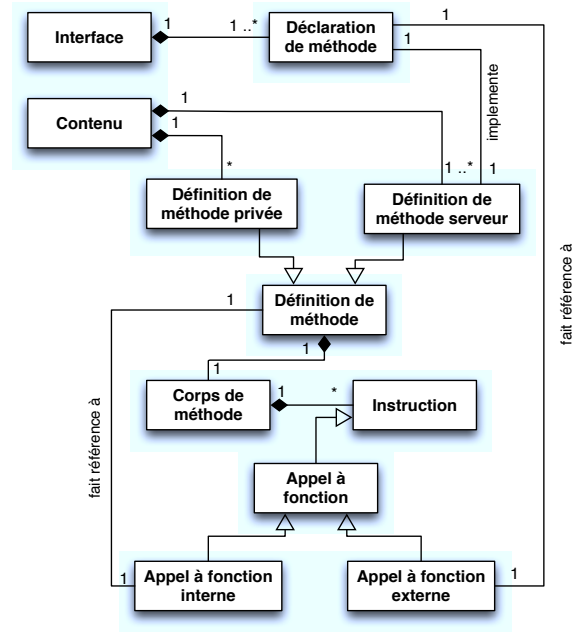 1
1
Interface
1
1 ..*
Déclaration
de méthode
1
1
Contenu
1
implemente
*
1 ..*
1
Définition de
méthode privée
Définition de
méthode serveur
fait référence à
1
Définition de
méthode
1
1
Corps de
méthode
1
*
Instruction
fait référence à
Appel à
fonction
1
Appel à fonction
interne
Appel à fonction
externe
1